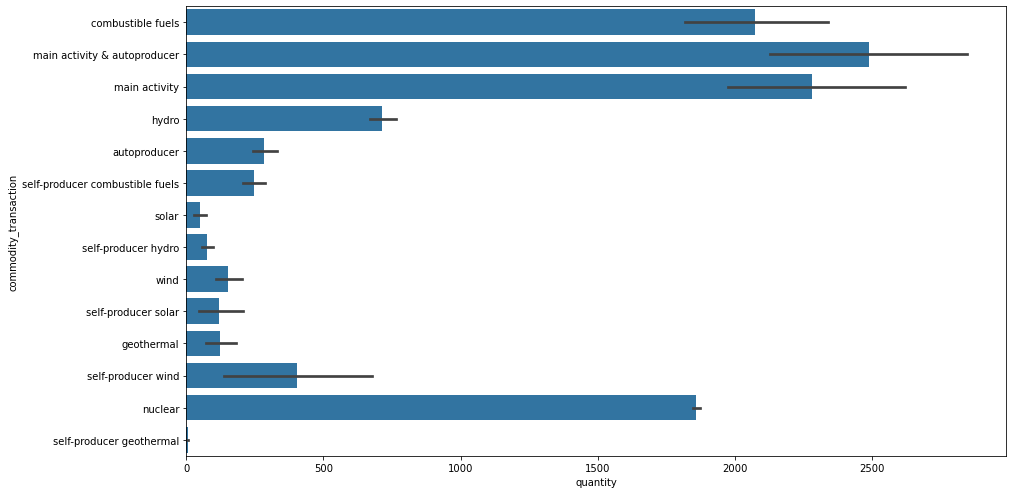 combustible fuels
main activity & autoproducer
main activity
hydro
autoproducer
self-producer combustible fuels
solar
self-producer hydro
wind
self-producer solar
geothermal
self-producer wind
nuclear
self-producer geothermal
commodity_transaction
0 500 1000 1500 2000 2500
quantity